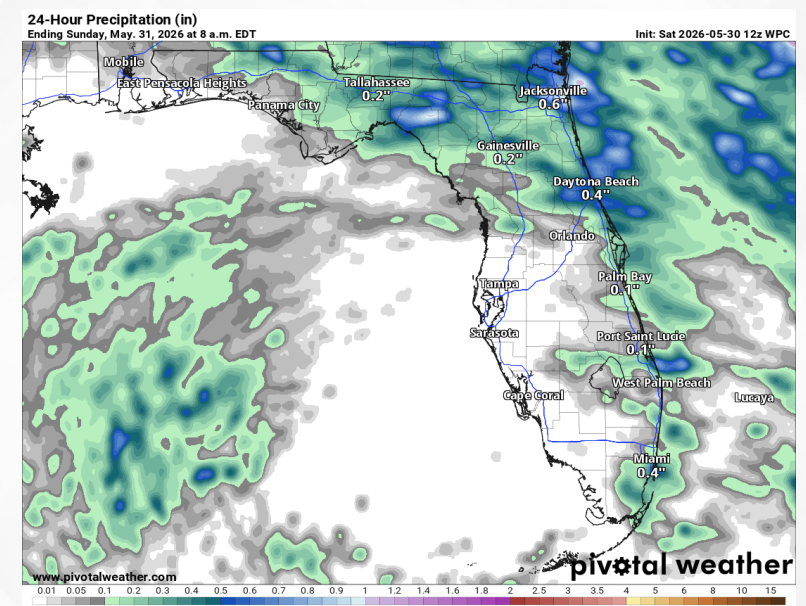 24-Hour Precipitation (in)
Ending Sunday, May. 31, 2026 at 8 a.m. EDT
Init: Sat 2026-05-30 12z WPC
Mobile
East Pensacola Heights
Panama City
Tallahassee
0.2"
Jacksonville
0.6"
Gainesville
0.2"
Daytona Beach
0.4"
Orlando
Palm Bay
0.1"
Tampa
Sarasota
Port Saint Lucie
0.1"
West Palm Beach
Cape Coral
Lucaya
Miami
0.4"
www.pivotalweather.com
pivotal weather
0.01 0.05 0.1 0.2 0.3 0.4 0.5 0.6 0.7 0.8 0.9 1 1.2 1.4 1.6 1.8 2 2.5 3 3.5 4 5 6 7 8 9 10 15